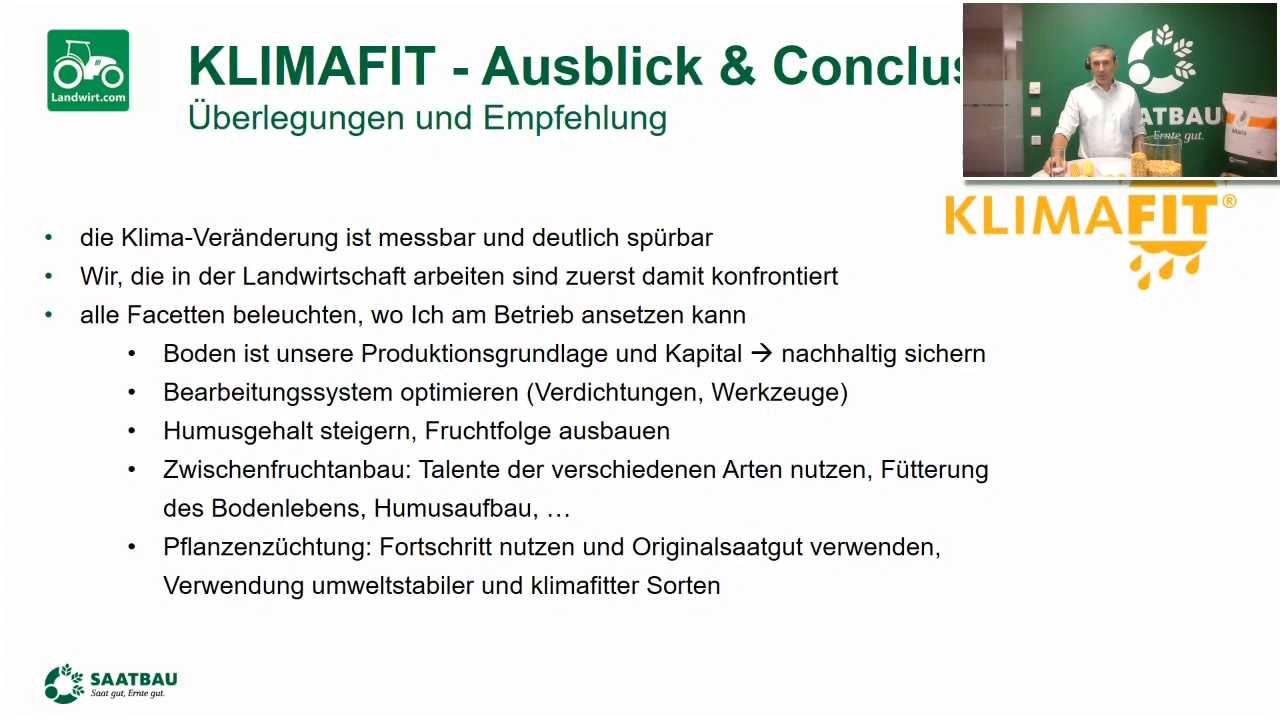 Landwirt.com
KLIMAFIT - Ausblick & Conclus
Überlegungen und Empfehlung
SAATBAU
Ernte gut.
Mais
KLIMAFIT®
• die Klima-Veränderung ist messbar und deutlich spürbar
• Wir, die in der Landwirtschaft arbeiten sind zuerst damit konfrontiert
• alle Facetten beleuchten, wo Ich am Betrieb ansetzen kann
• Boden ist unsere Produktionsgrundlage und Kapital → nachhaltig sichern
• Bearbeitungssystem optimieren (Verdichtungen, Werkzeuge)
• Humusgehalt steigern, Fruchtfolge ausbauen
• Zwischenfruchtanbau: Talente der verschiedenen Arten nutzen, Fütterung
des Bodenlebens, Humusaufbau, …
• Pflanzenzüchtung: Fortschritt nutzen und Originalsaatgut verwenden,
Verwendung umweltstabiler und klimafitter Sorten
SAATBAU
Saat gut, Ernte gut.